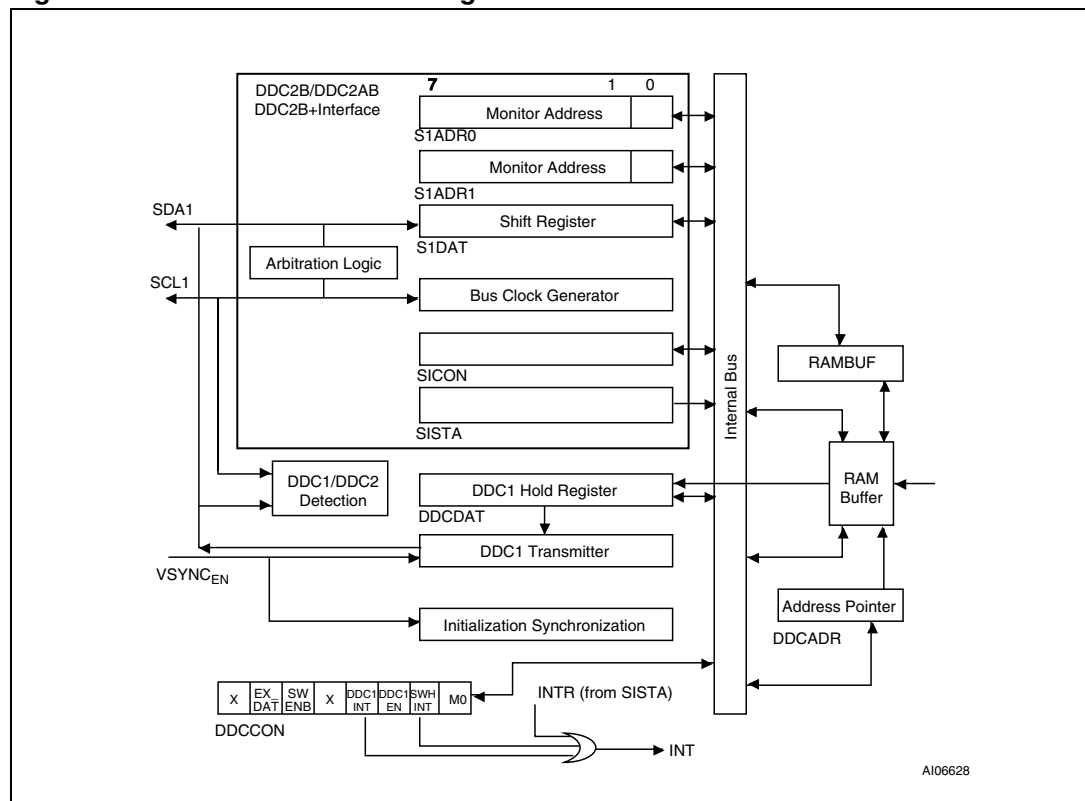 DDC2B/DDC2AB
DDC2B+Interface
7 1 0
Monitor Address
S1ADR0
Monitor Address
S1ADR1
SDA1
Shift Register
S1DAT
Arbitration Logic
SCL1
Bus Clock Generator
SICON
SISTA
Internal Bus
RAMBUF
RAM
Buffer
DDC1/DDC2
Detection
DDC1 Hold Register
DDCDAT
DDC1 Transmitter
VSYNCEN
Initialization Synchronization
Address Pointer
DDCADR
X EX_DAT SW ENB X DDC1 INT DDC1 EN SWH INT M0
DDCCON
INTR (from SISTA)
INT
AI06628